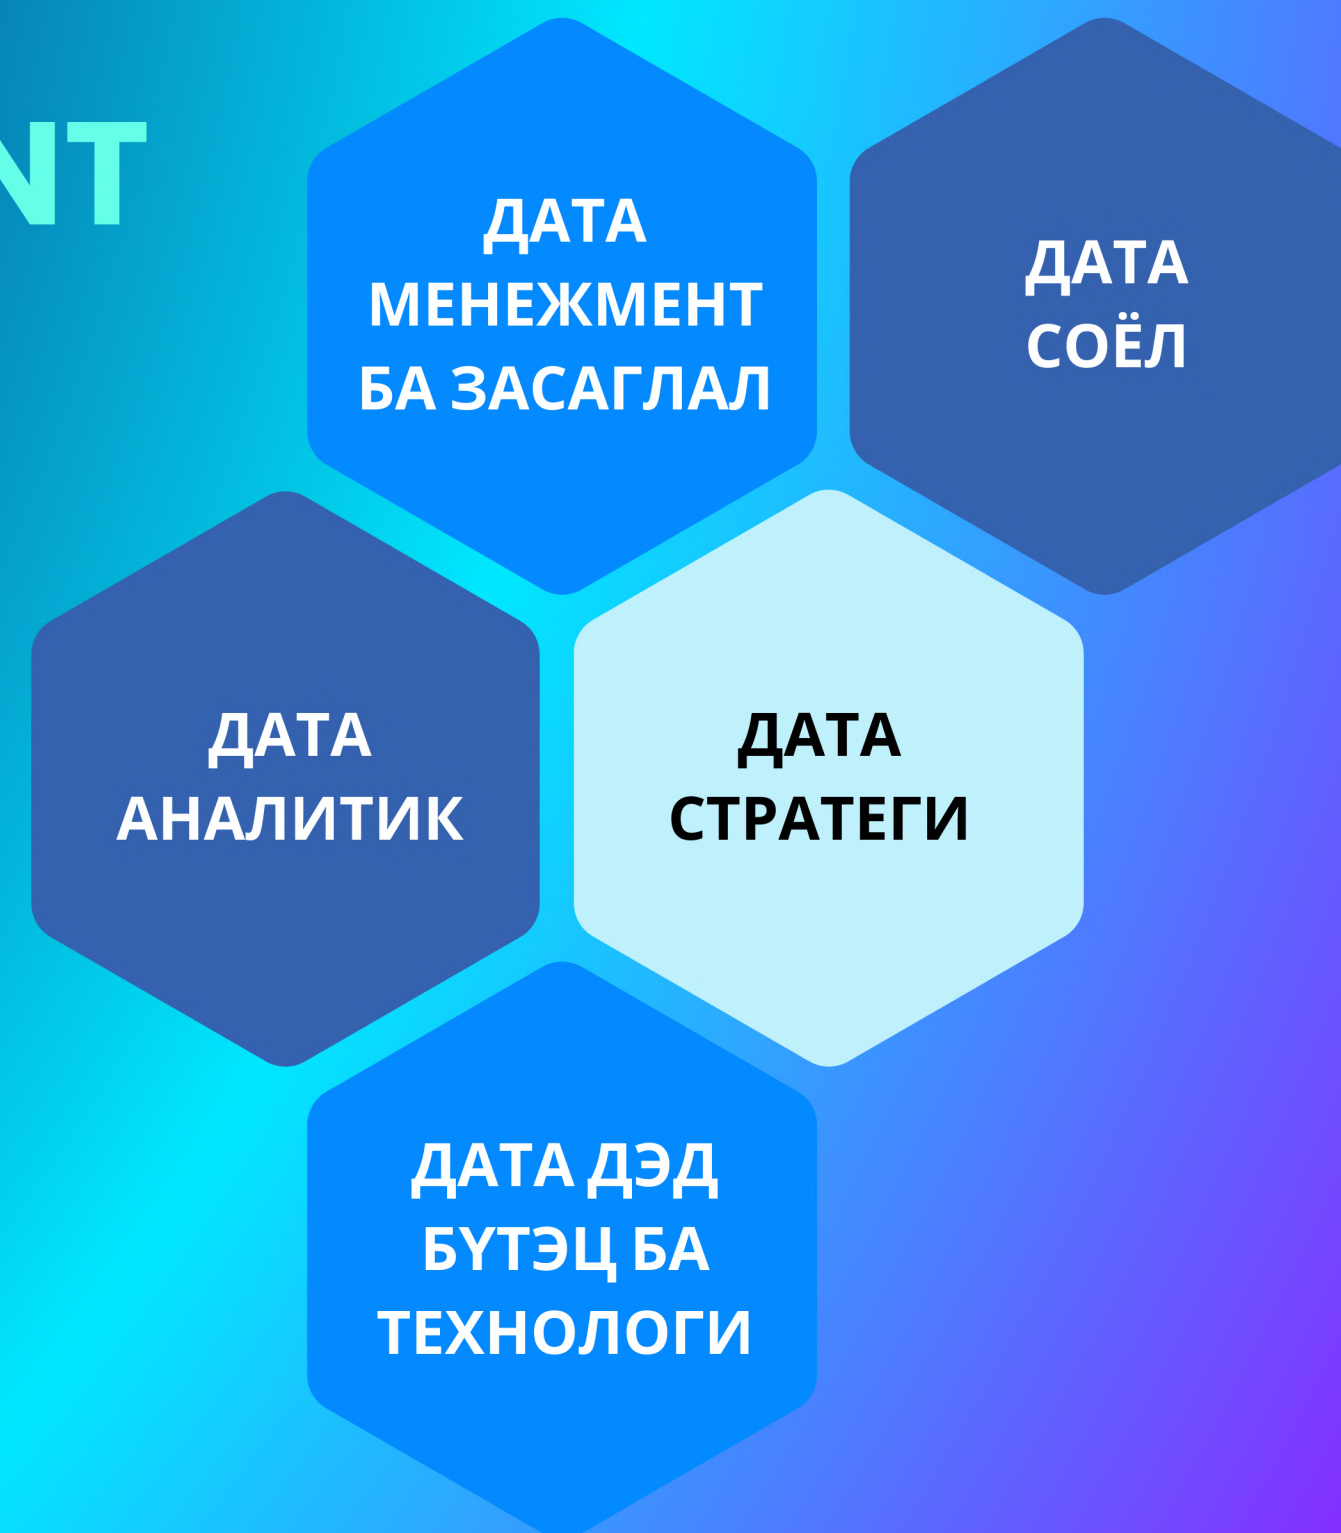 NT
ДАТА
МЕНЕЖМЕНТ
БА ЗАСАГЛАЛ
ДАТА
СОЁЛ
ДАТА
АНАЛИТИК
ДАТА
СТРАТЕГИ
ДАТА ДЭД
БҮТЭЦ БА
ТЕХНОЛОГИ